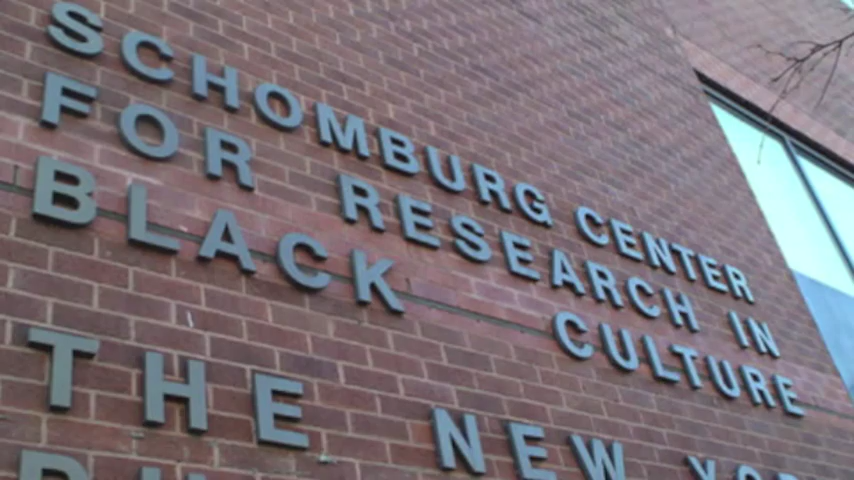 SCHOMBURG CENTER
FOR RESEARCH IN
BLACK CULTURE
THE NEW